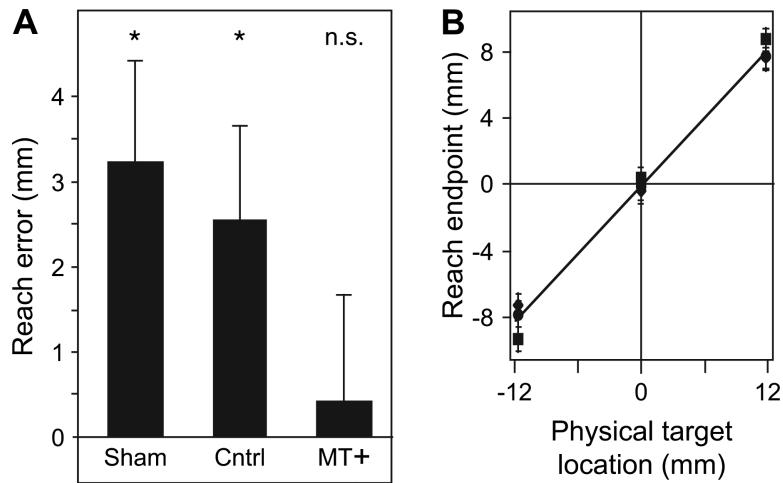 A
* * n.s.
4
3
2
1
0
Reach error (mm)
Sham Cntrl MT+
B
8
4
0
-4
-8
Reach endpoint (mm)
-12 0 12
Physical target
location (mm)